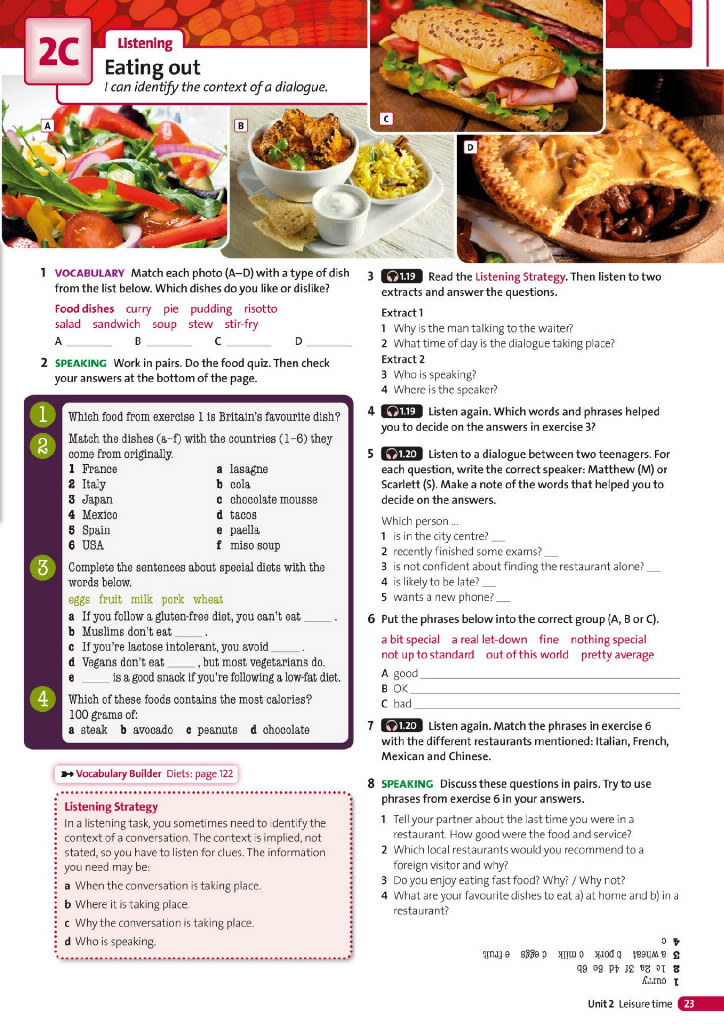 2C
Listening
Eating out
I can identify the context of a dialogue.
A
B
C
D
1 VOCABULARY Match each photo (A–D) with a type of dish
from the list below. Which dishes do you like or dislike?
Food dishes curry pie pudding risotto
salad sandwich soup stew stir-fry
A ______ B ______ C ______ D ______
2 SPEAKING Work in pairs. Do the food quiz. Then check
your answers at the bottom of the page.
1 Which food from exercise 1 is Britain's favourite dish?
2 Match the dishes (a–f) with the countries (1–6) they
come from originally.
1 France a lasagne
2 Italy b cola
3 Japan c chocolate mousse
4 Mexico d tacos
5 Spain e paella
6 USA f miso soup
3 Complete the sentences about special diets with the
words below.
eggs fruit milk pork wheat
a If you follow a gluten-free diet, you can't eat _____ .
b Muslims don't eat _____ .
c If you're lactose intolerant, you avoid _____ .
d Vegans don't eat _____ , but most vegetarians do.
e _____ is a good snack if you're following a low-fat diet.
4 Which of these foods contains the most calories?
100 grams of:
a steak b avocado c peanuts d chocolate
Vocabulary Builder Diets: page 122
Listening Strategy
In a listening task, you sometimes need to identify the
context of a conversation. The context is implied, not
stated, so you have to listen for clues. The information
you need may be:
a When the conversation is taking place.
b Where it is taking place.
c Why the conversation is taking place.
d Who is speaking.
3 1.19 Read the Listening Strategy. Then listen to two
extracts and answer the questions.
Extract 1
1 Why is the man talking to the waiter?
2 What time of day is the dialogue taking place?
Extract 2
3 Who is speaking?
4 Where is the speaker?
4 1.19 Listen again. Which words and phrases helped
you to decide on the answers in exercise 3?
5 1.20 Listen to a dialogue between two teenagers. For
each question, write the correct speaker: Matthew (M) or
Scarlett (S). Make a note of the words that helped you to
decide on the answers.
Which person ...
1 is in the city centre? __
2 recently finished some exams? __
3 is not confident about finding the restaurant alone? __
4 is likely to be late? __
5 wants a new phone? __
6 Put the phrases below into the correct group (A, B or C).
a bit special a real let-down fine nothing special
not up to standard out of this world pretty average
A good ______
B OK ______
C bad ______
7 1.20 Listen again. Match the phrases in exercise 6
with the different restaurants mentioned: Italian, French,
Mexican and Chinese.
8 SPEAKING Discuss these questions in pairs. Try to use
phrases from exercise 6 in your answers.
1 Tell your partner about the last time you were in a
restaurant. How good were the food and service?
2 Which local restaurants would you recommend to a
foreign visitor and why?
3 Do you enjoy eating fast food? Why? / Why not?
4 What are your favourite dishes to eat a) at home and b) in a
restaurant?
1 curry
2 1c 2a 3f 4d 5e 6b
3 a wheat b pork c milk d eggs e fruit
4 c
Unit 2 Leisure time 23